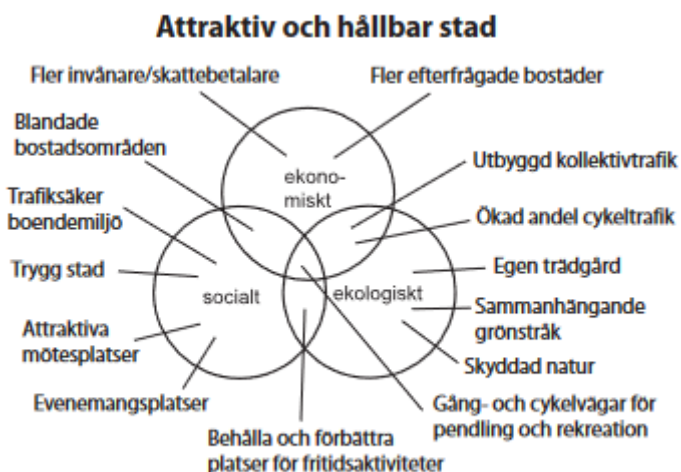 Attraktiv och hållbar stad
Fler invånare/skattebetalare
Fler efterfrågade bostäder
Blandade
bostadsområden
Utbyggd kollektivtrafik
ekono-
miskt
Trafiksäker
boendemiljö
Ökad andel cykeltrafik
Trygg stad
Egen trädgård
socialt
ekologiskt
Sammanhängande
grönstråk
Attraktiva
mötesplatser
Skyddad natur
Evenemangsplatser
Gång- och cykelvägar för
pendling och rekreation
Behålla och förbättra
platser för fritidsaktiviteter